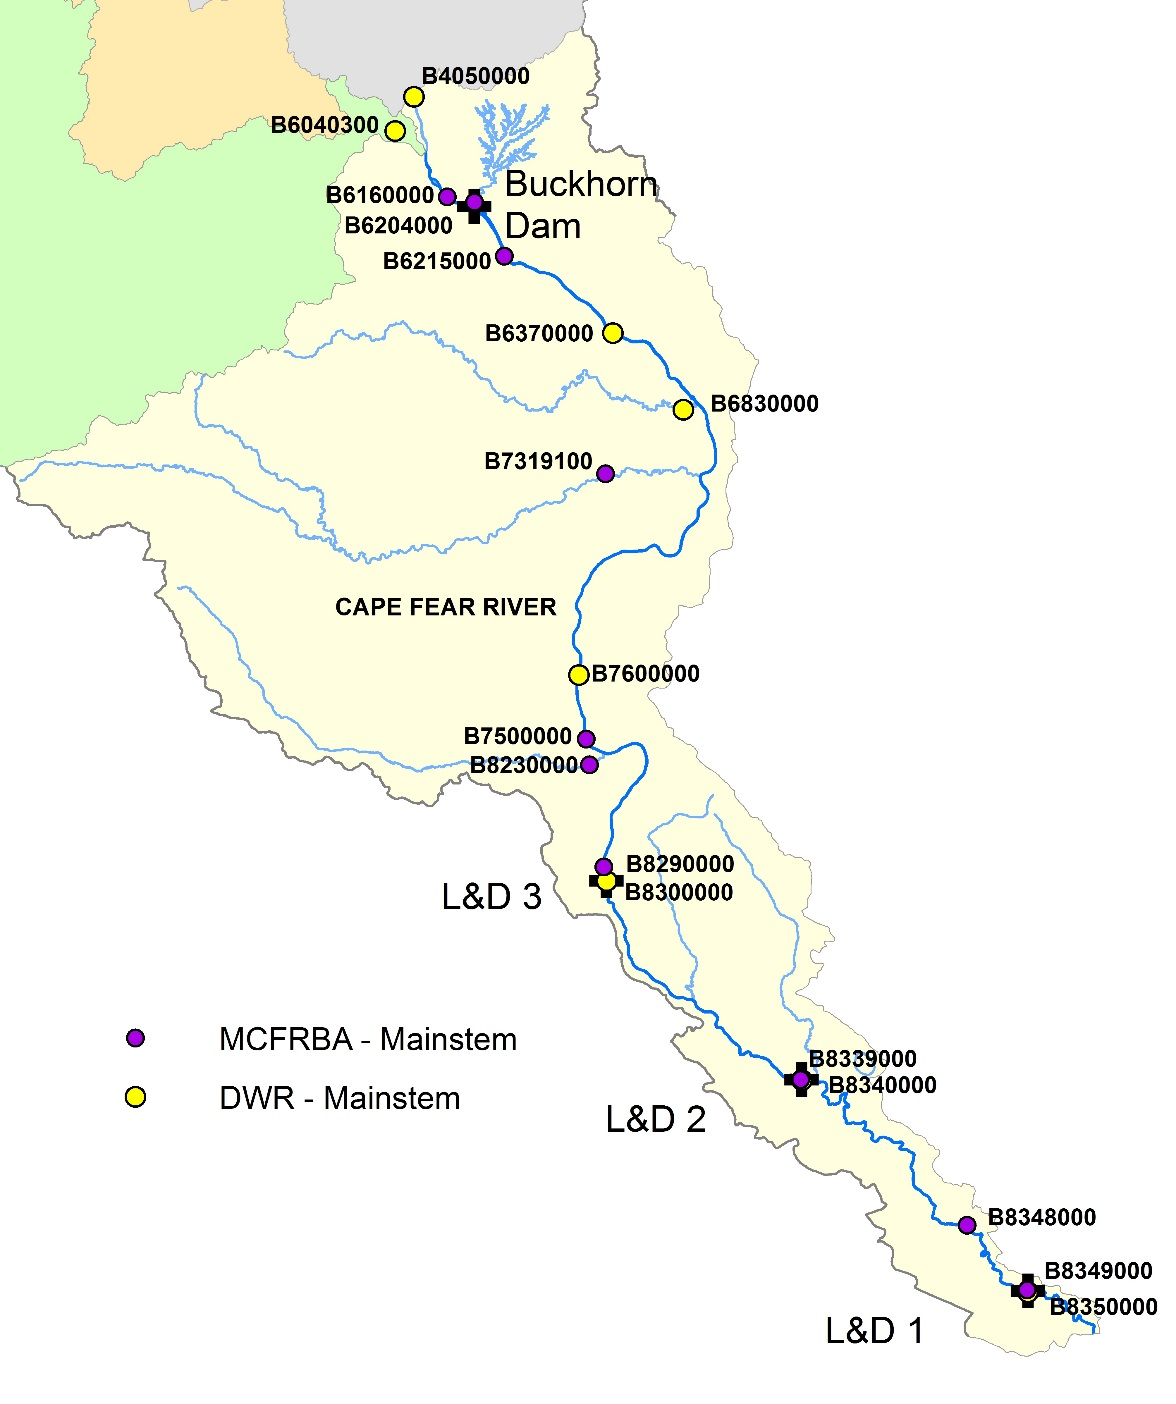 B4050000
B6040300
B6160000
Buckhorn
Dam
B6204000
B6215000
B6370000
B6830000
B7319100
CAPE FEAR RIVER
B7600000
B7500000
B8230000
B8290000
B8300000
L&D 3
MCFRBA - Mainstem
DWR - Mainstem
B8339000
B8340000
L&D 2
B8348000
B8349000
B8350000
L&D 1